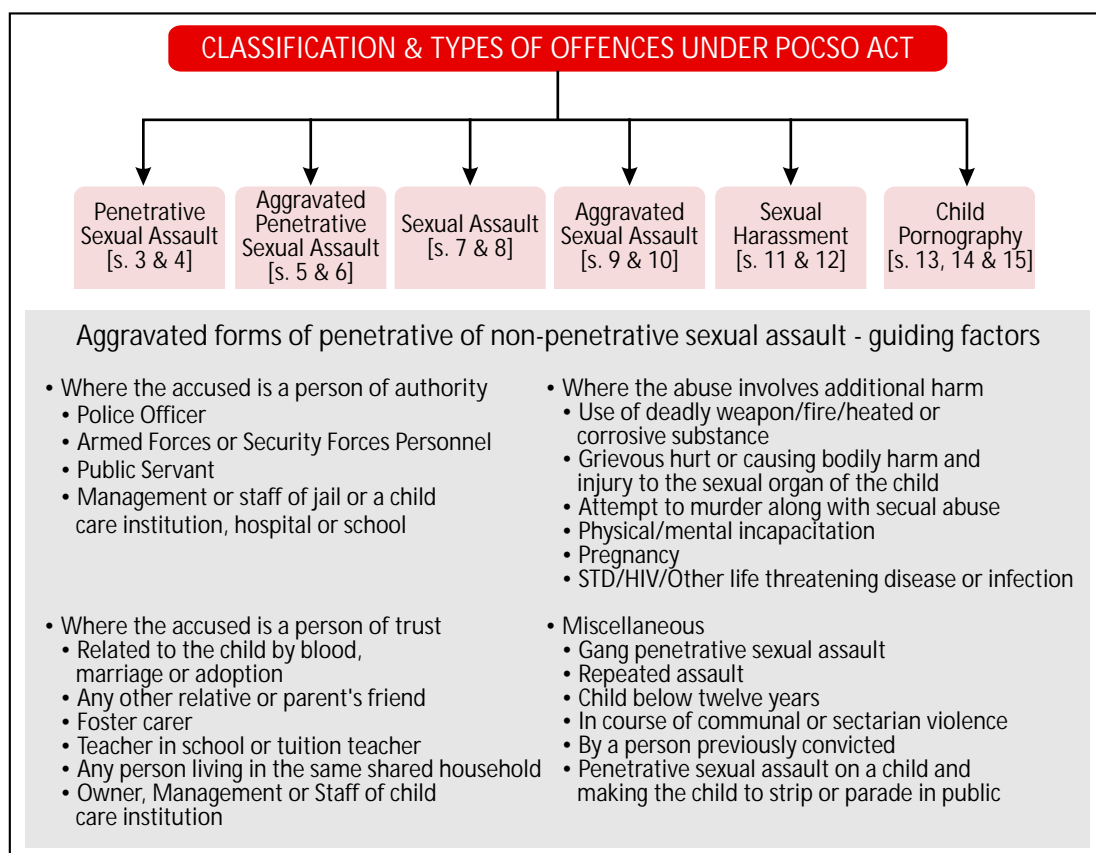 CLASSIFICATION & TYPES OF OFFENCES UNDER POCSO ACT
Penetrative
Sexual Assault
[s. 3 & 4]
Aggravated
Penetrative
Sexual Assault
[s. 5 & 6]
Sexual Assault
[s. 7 & 8]
Aggravated
Sexual Assault
[s. 9 & 10]
Sexual
Harassment
[s. 11 & 12]
Child
Pornography
[s. 13, 14 & 15]
Aggravated forms of penetrative of non-penetrative sexual assault - guiding factors
• Where the accused is a person of authority
• Police Officer
• Armed Forces or Security Forces Personnel
• Public Servant
• Management or staff of jail or a child
care institution, hospital or school
• Where the abuse involves additional harm
• Use of deadly weapon/fire/heated or
corrosive substance
• Grievous hurt or causing bodily harm and
injury to the sexual organ of the child
• Attempt to murder along with secual abuse
• Physical/mental incapacitation
• Pregnancy
• STD/HIV/Other life threatening disease or infection
• Where the accused is a person of trust
• Related to the child by blood,
marriage or adoption
• Any other relative or parent's friend
• Foster carer
• Teacher in school or tuition teacher
• Any person living in the same shared household
• Owner, Management or Staff of child
care institution
• Miscellaneous
• Gang penetrative sexual assault
• Repeated assault
• Child below twelve years
• In course of communal or sectarian violence
• By a person previously convicted
• Penetrative sexual assault on a child and
making the child to strip or parade in public